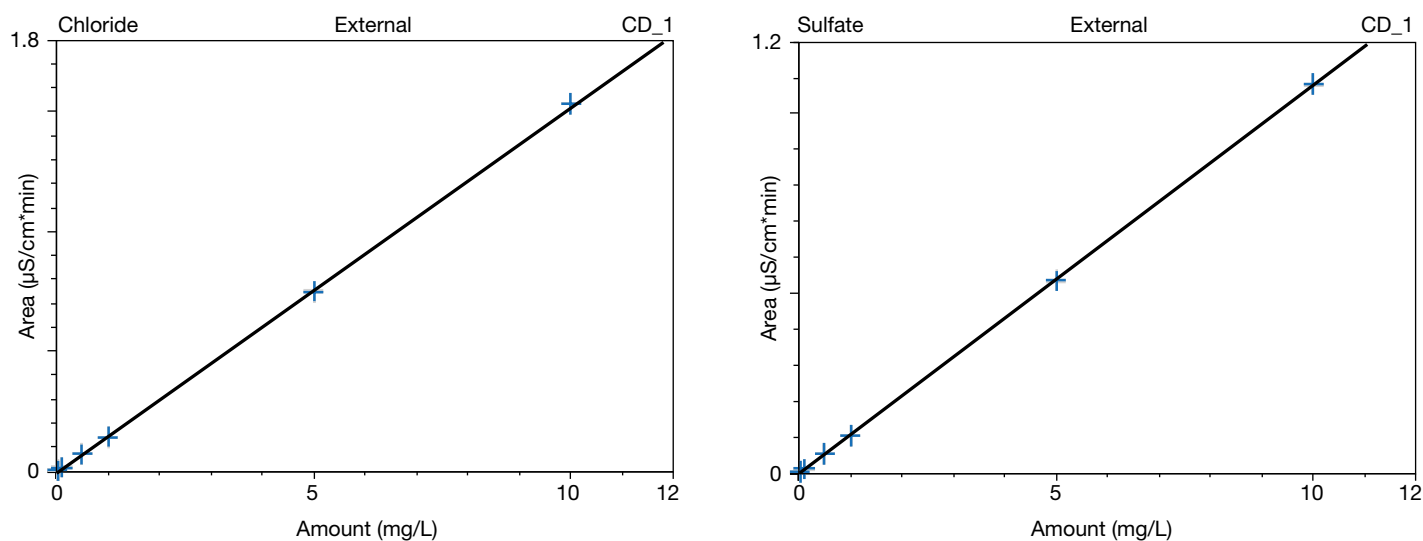 Chloride External CD_1
1.8
Area (µS/cm*min)
0
0 5 10 12
Amount (mg/L)
Sulfate External CD_1
1.2
Area (µS/cm*min)
0
0 5 10 12
Amount (mg/L)